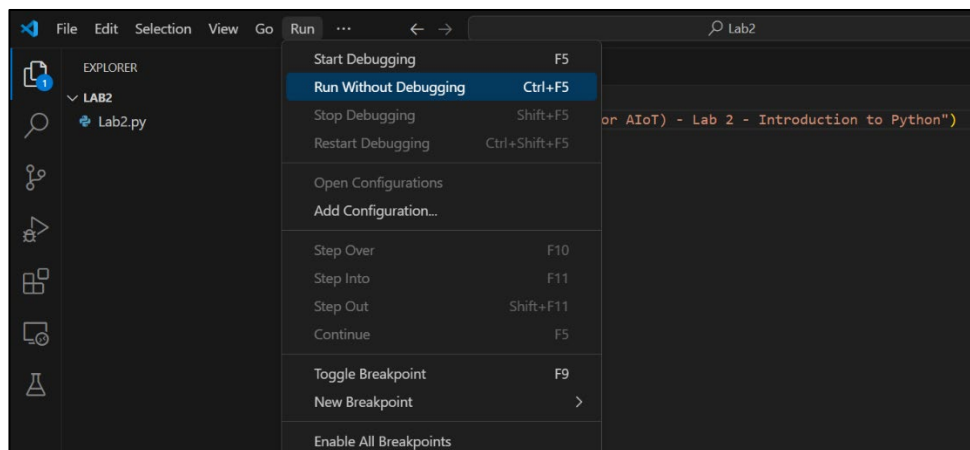 File Edit Selection View Go Run ··· ← → Lab2
EXPLORER
LAB2
Lab2.py
1
Start Debugging F5
Run Without Debugging Ctrl+F5
Stop Debugging Shift+F5
Restart Debugging Ctrl+Shift+F5
Open Configurations
Add Configuration...
Step Over F10
Step Into F11
Step Out Shift+F11
Continue F5
Toggle Breakpoint F9
New Breakpoint >
Enable All Breakpoints
or AIoT) - Lab 2 - Introduction to Python")